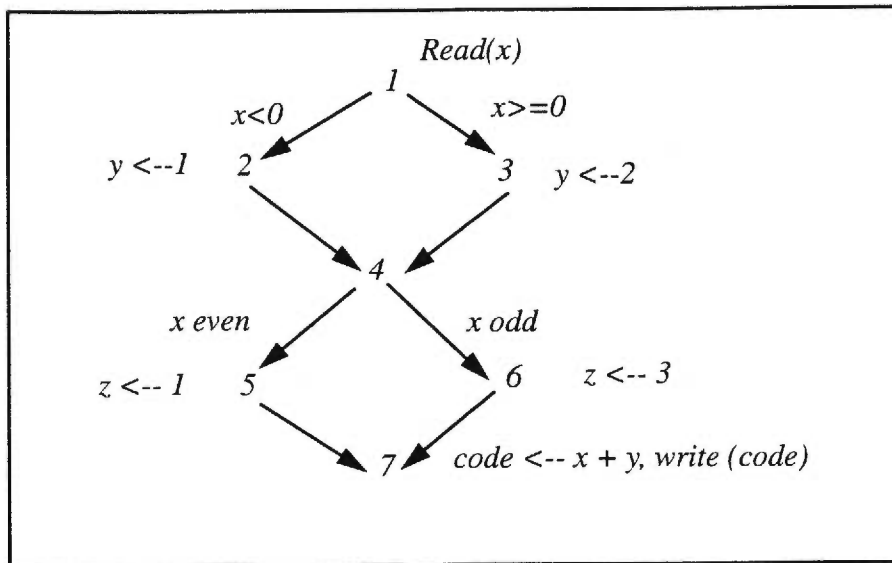 Read(x)
1
x<0
x>=0
y <--1
2
3
y <--2
4
x even
x odd
z <-- 1
5
6
z <-- 3
7
code <-- x + y, write (code)